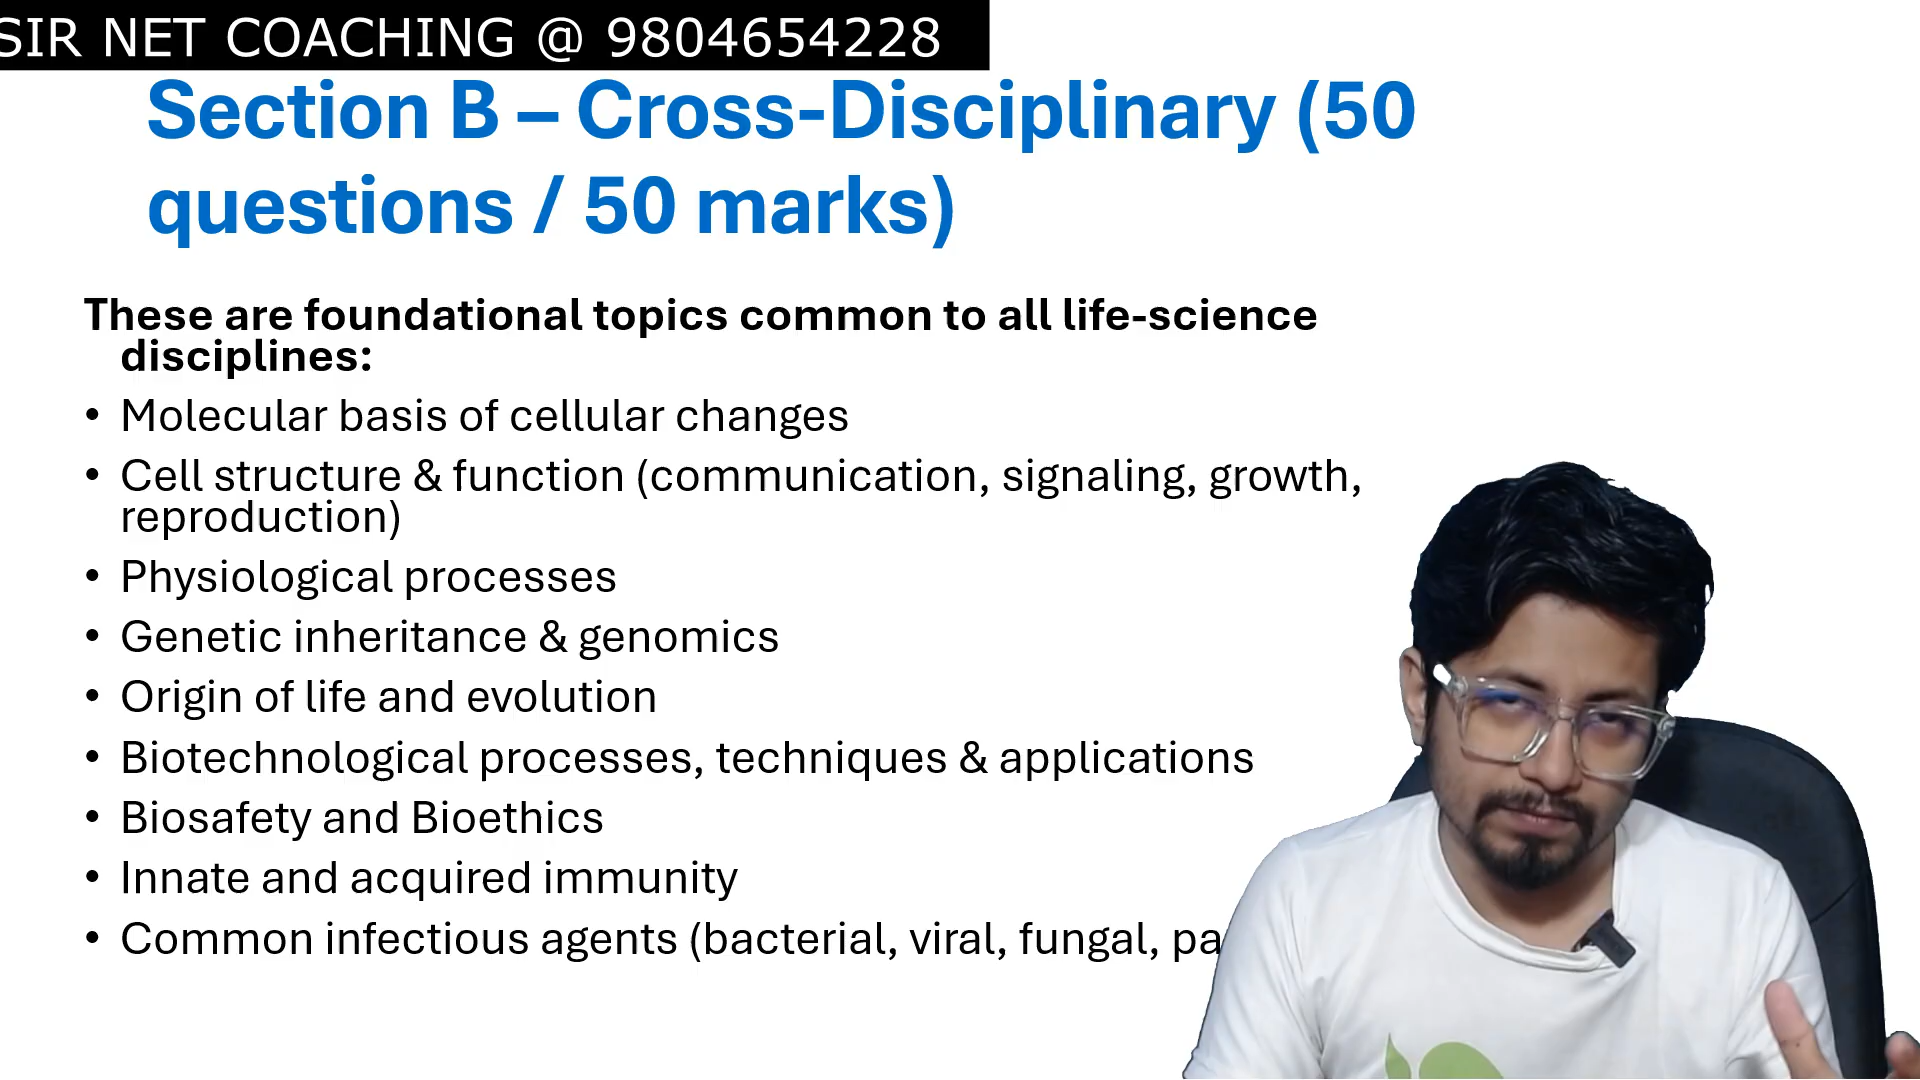 SIR NET COACHING @ 9804654228
Section B – Cross-Disciplinary (50
questions / 50 marks)
These are foundational topics common to all life-science
disciplines:
• Molecular basis of cellular changes
• Cell structure & function (communication, signaling, growth,
reproduction)
• Physiological processes
• Genetic inheritance & genomics
• Origin of life and evolution
• Biotechnological processes, techniques & applications
• Biosafety and Bioethics
• Innate and acquired immunity
• Common infectious agents (bacterial, viral, fungal,